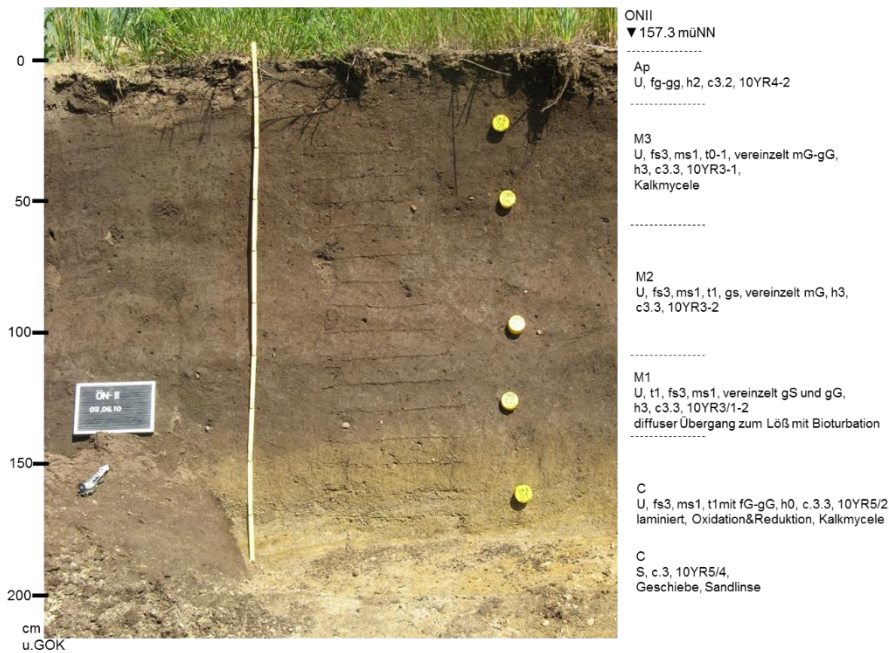 ONII
▼157.3 müNN
Ap
U, fg-gg, h2, c3.2, 10YR4-2
M3
U, fs3, ms1, t0-1, vereinzelt mG-gG,
h3, c3.3, 10YR3-1,
Kalkmycele
M2
U, fs3, ms1, t1, gs, vereinzelt mG, h3,
c3.3, 10YR3-2
M1
U, t1, fs3, ms1, vereinzelt gS und gG,
h3, c3.3, 10YR3/1-2
diffuser Übergang zum Löß mit Bioturbation
C
U, fs3, ms1, t1mit fG-gG, h0, c.3.3, 10YR5/2
laminiert, Oxidation&Reduktion, Kalkmycele
C
S, c.3, 10YR5/4,
Geschiebe, Sandlinse
0
50
100
150
200
cm
u.GOK
ÖN-II
09.06.10